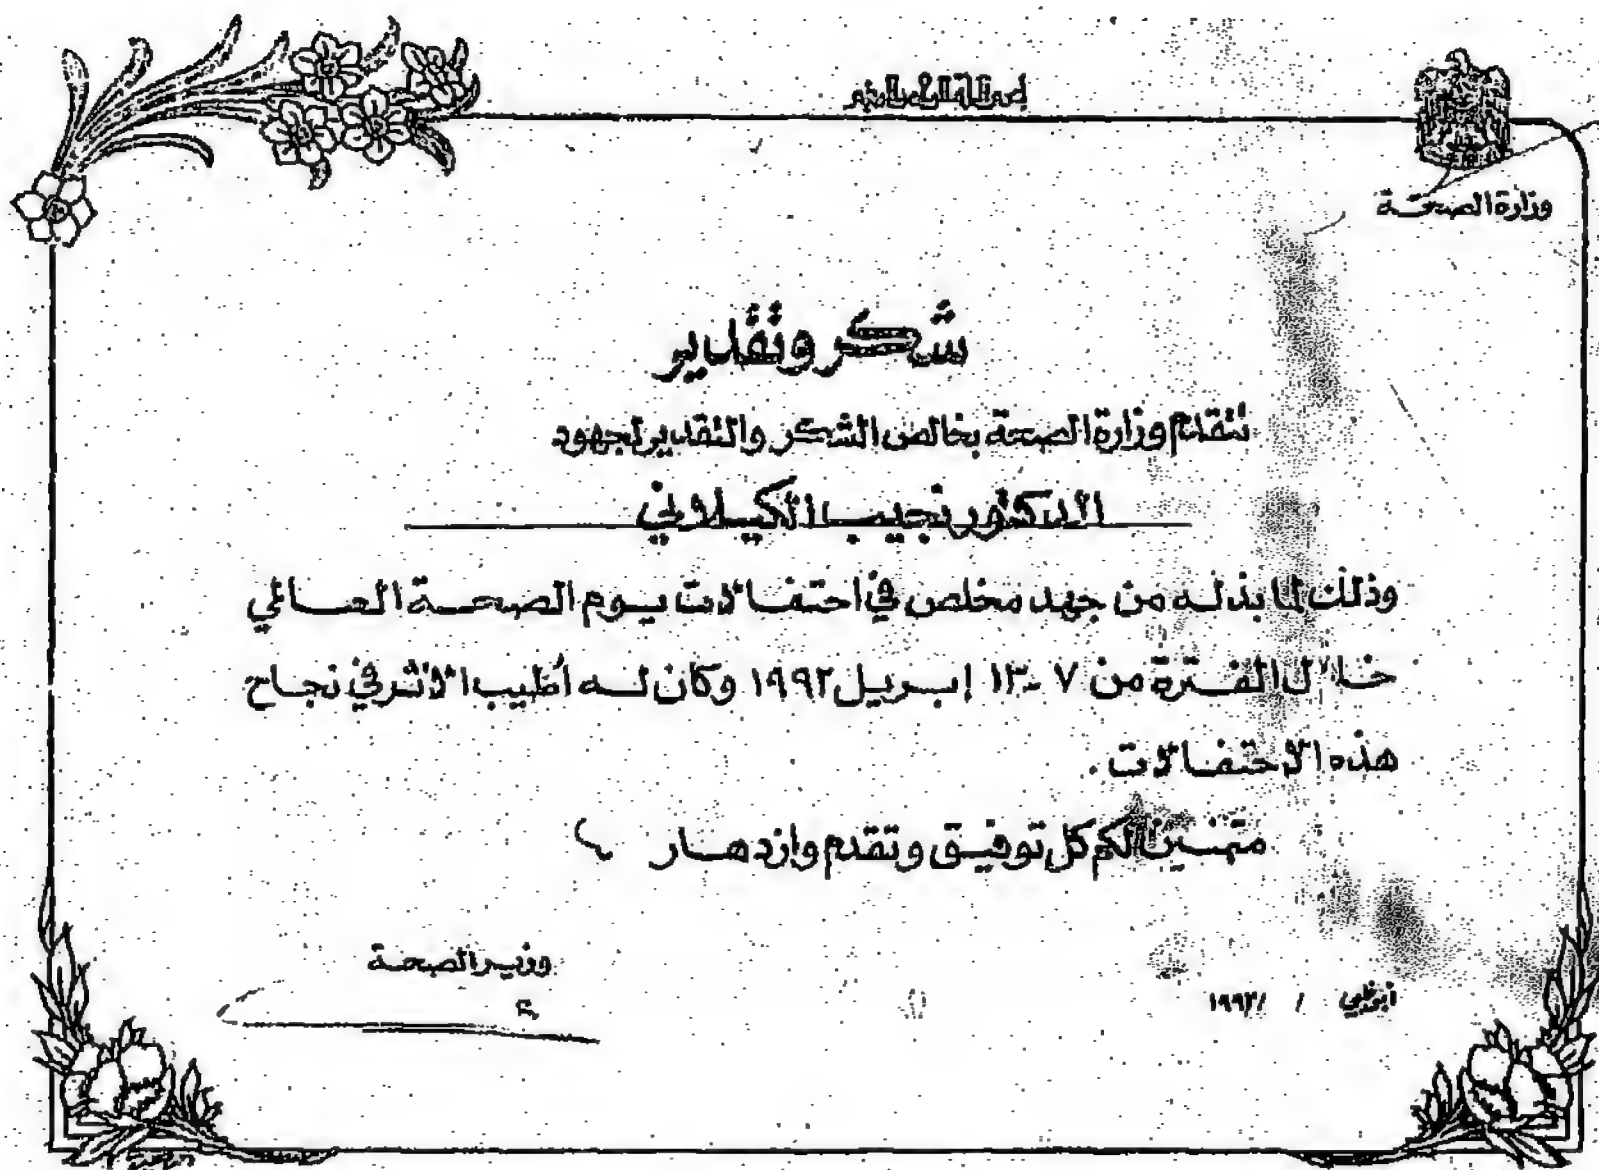 بسم الله الرحمن الرحيم
وزارة الصحة
شكر وتقدير
تتقدم وزارة الصحة بخالص الشكر والتقدير لجهود
الدكتور نجيب الكيلاني
وذلك لما بذله من جهد مخلص في احتفالات يوم الصحة العالمي
خلال الفترة من ٧ - ١٣ إبريل ١٩٩٢ وكان له أطيب الأثر في نجاح
هذه الاحتفالات .
متمنين لكم كل توفيق وتقدم وازدهار
وزير الصحة
أبوظبي / / ١٩٩٢